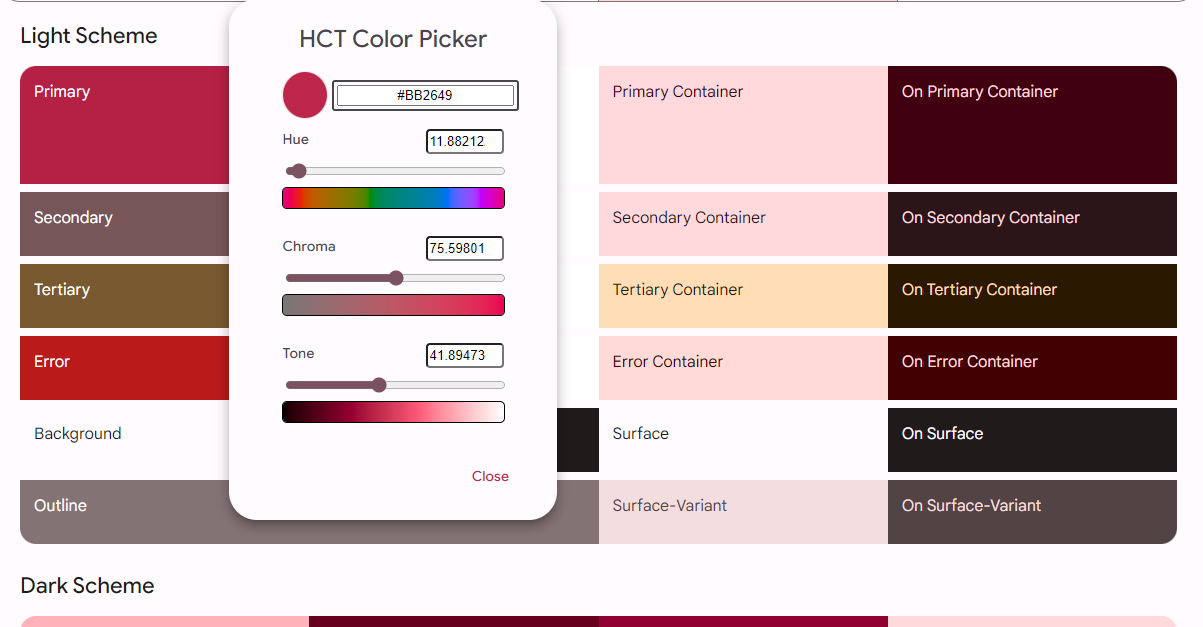 Light Scheme
HCT Color Picker
#BB2649
Hue
11.88212
Chroma
75.59801
Tone
41.89473
Close
Primary
Primary Container
On Primary Container
Secondary
Secondary Container
On Secondary Container
Tertiary
Tertiary Container
On Tertiary Container
Error
Error Container
On Error Container
Background
Surface
On Surface
Outline
Surface-Variant
On Surface-Variant
Dark Scheme